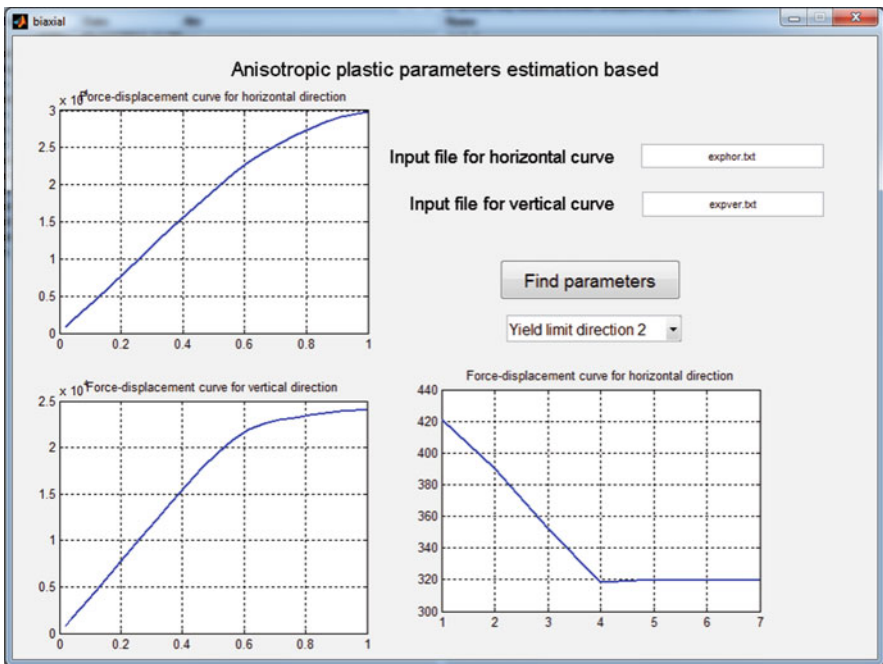 biaxial
Anisotropic plastic parameters estimation based
x 10
Force-displacement curve for horizontal direction
3
2.5
2
1.5
1
0.5
0
0 0.2 0.4 0.6 0.8 1
Input file for horizontal curve exphor.txt
Input file for vertical curve expver.txt
Find parameters
Yield limit direction 2
x 10
Force-displacement curve for vertical direction
2.5
2
1.5
1
0.5
0
0 0.2 0.4 0.6 0.8 1
Force-displacement curve for horizontal direction
440
420
400
380
360
340
320
300
1 2 3 4 5 6 7